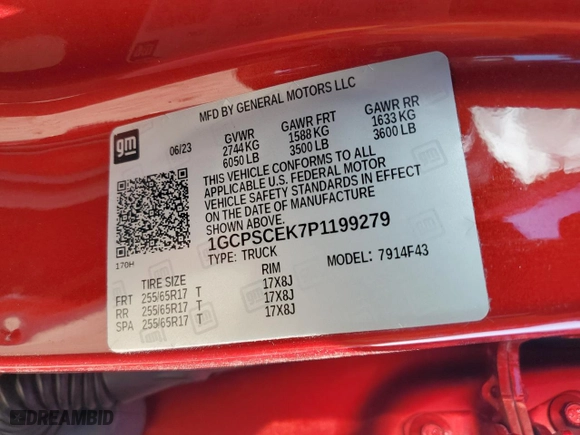 MFD BY GENERAL MOTORS LLC
gm
06/23
GVWR GAWR FRT GAWR RR
2744 KG 1588 KG 1633 KG
6050 LB 3500 LB 3600 LB
THIS VEHICLE CONFORMS TO ALL
APPLICABLE U.S. FEDERAL MOTOR
VEHICLE SAFETY STANDARDS IN EFFECT
ON THE DATE OF MANUFACTURE
SHOWN ABOVE.
1GCPSCEK7P1199279
170H
TYPE: TRUCK MODEL: 7914F43
TIRE SIZE RIM
FRT 255/65R17 T 17X8J
RR 255/65R17 T 17X8J
SPA 255/65R17 T 17X8J
DREAMBID